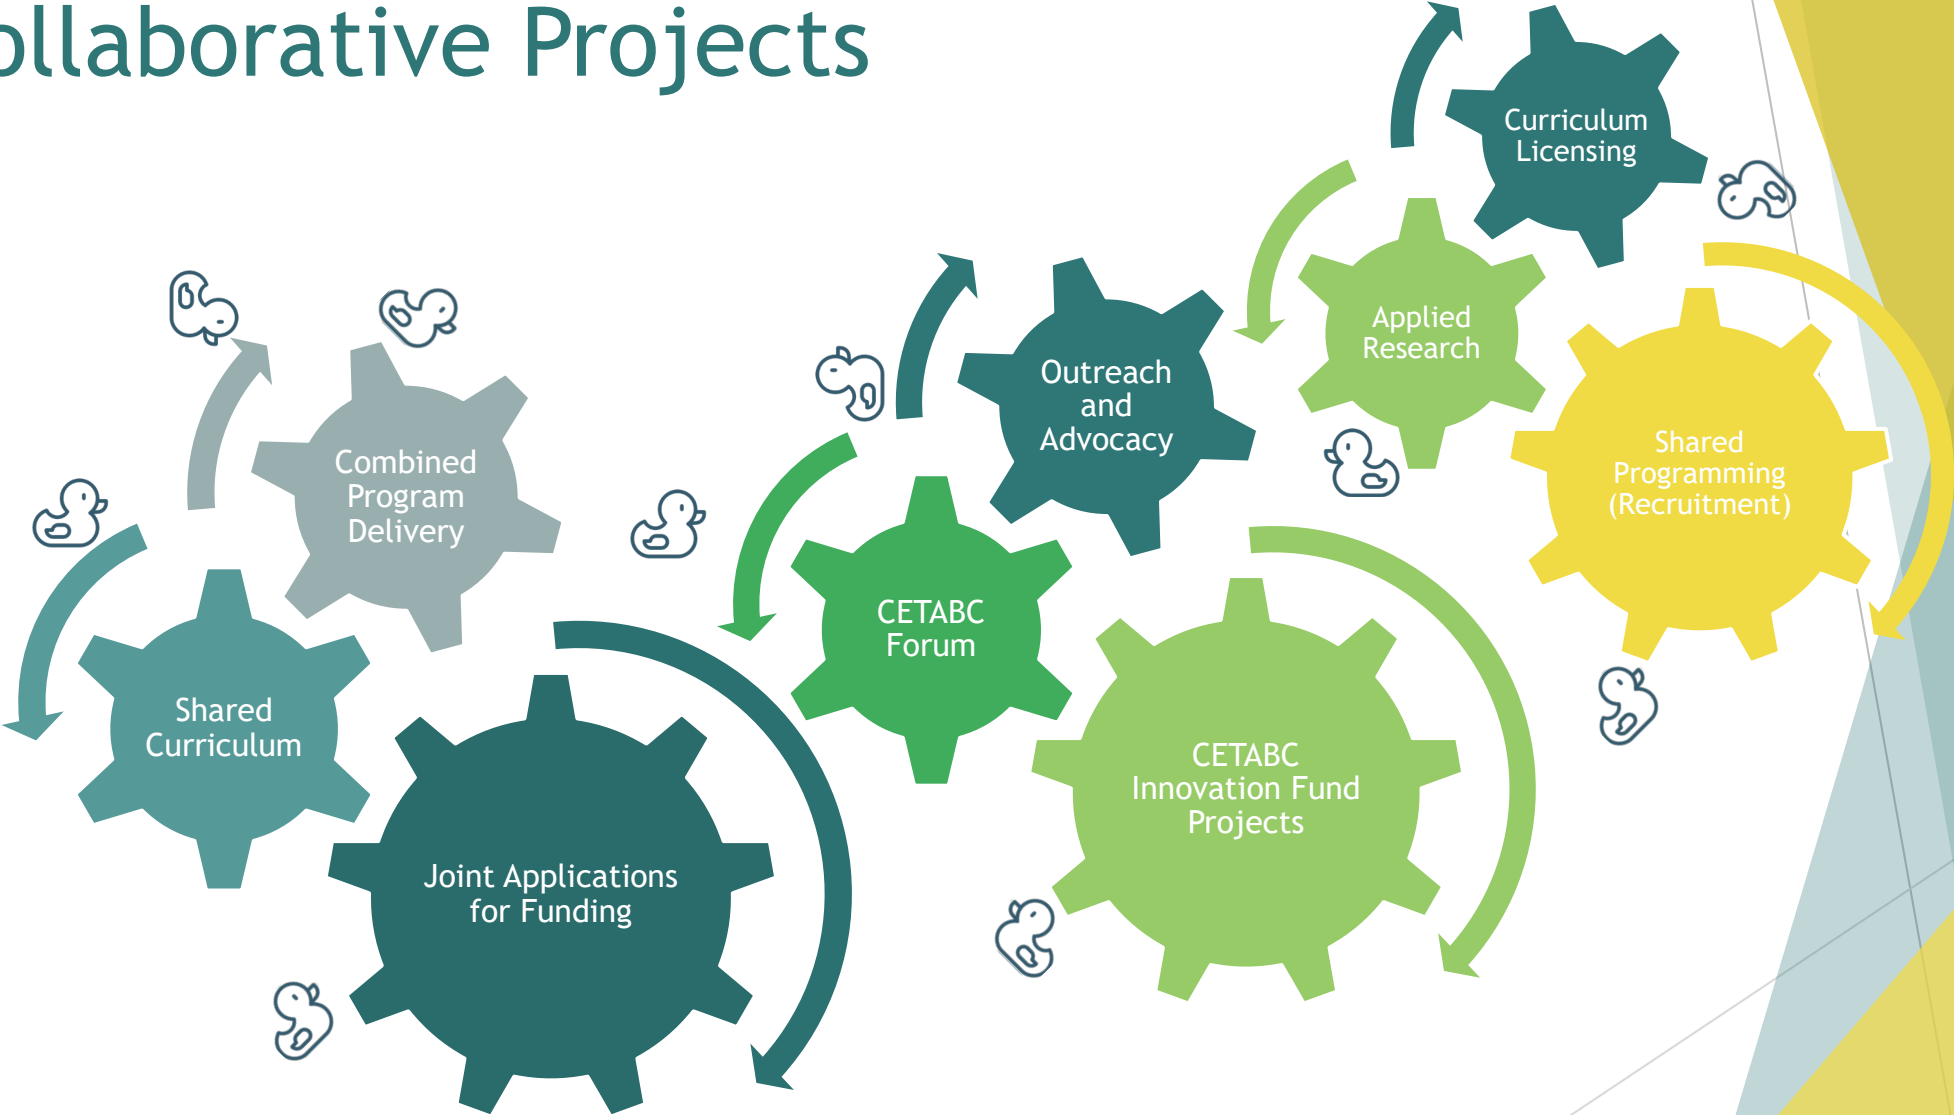 ollaborative Projects
Curriculum
Licensing
Applied
Research
Shared
Programming
(Recruitment)
Outreach
and
Advocacy
CETABC
Forum
CETABC
Innovation Fund
Projects
Combined
Program
Delivery
Shared
Curriculum
Joint Applications
for Funding